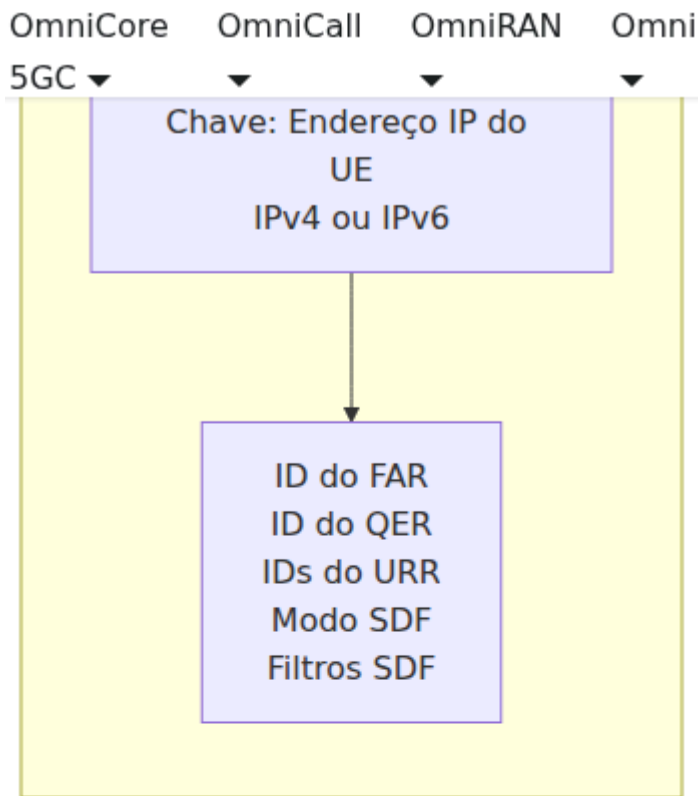 OmniCore OmniCall OmniRAN Omni
5GC
Chave: Endereço IP do
UE
IPv4 ou IPv6
ID do FAR
ID do QER
IDs do URR
Modo SDF
Filtros SDF